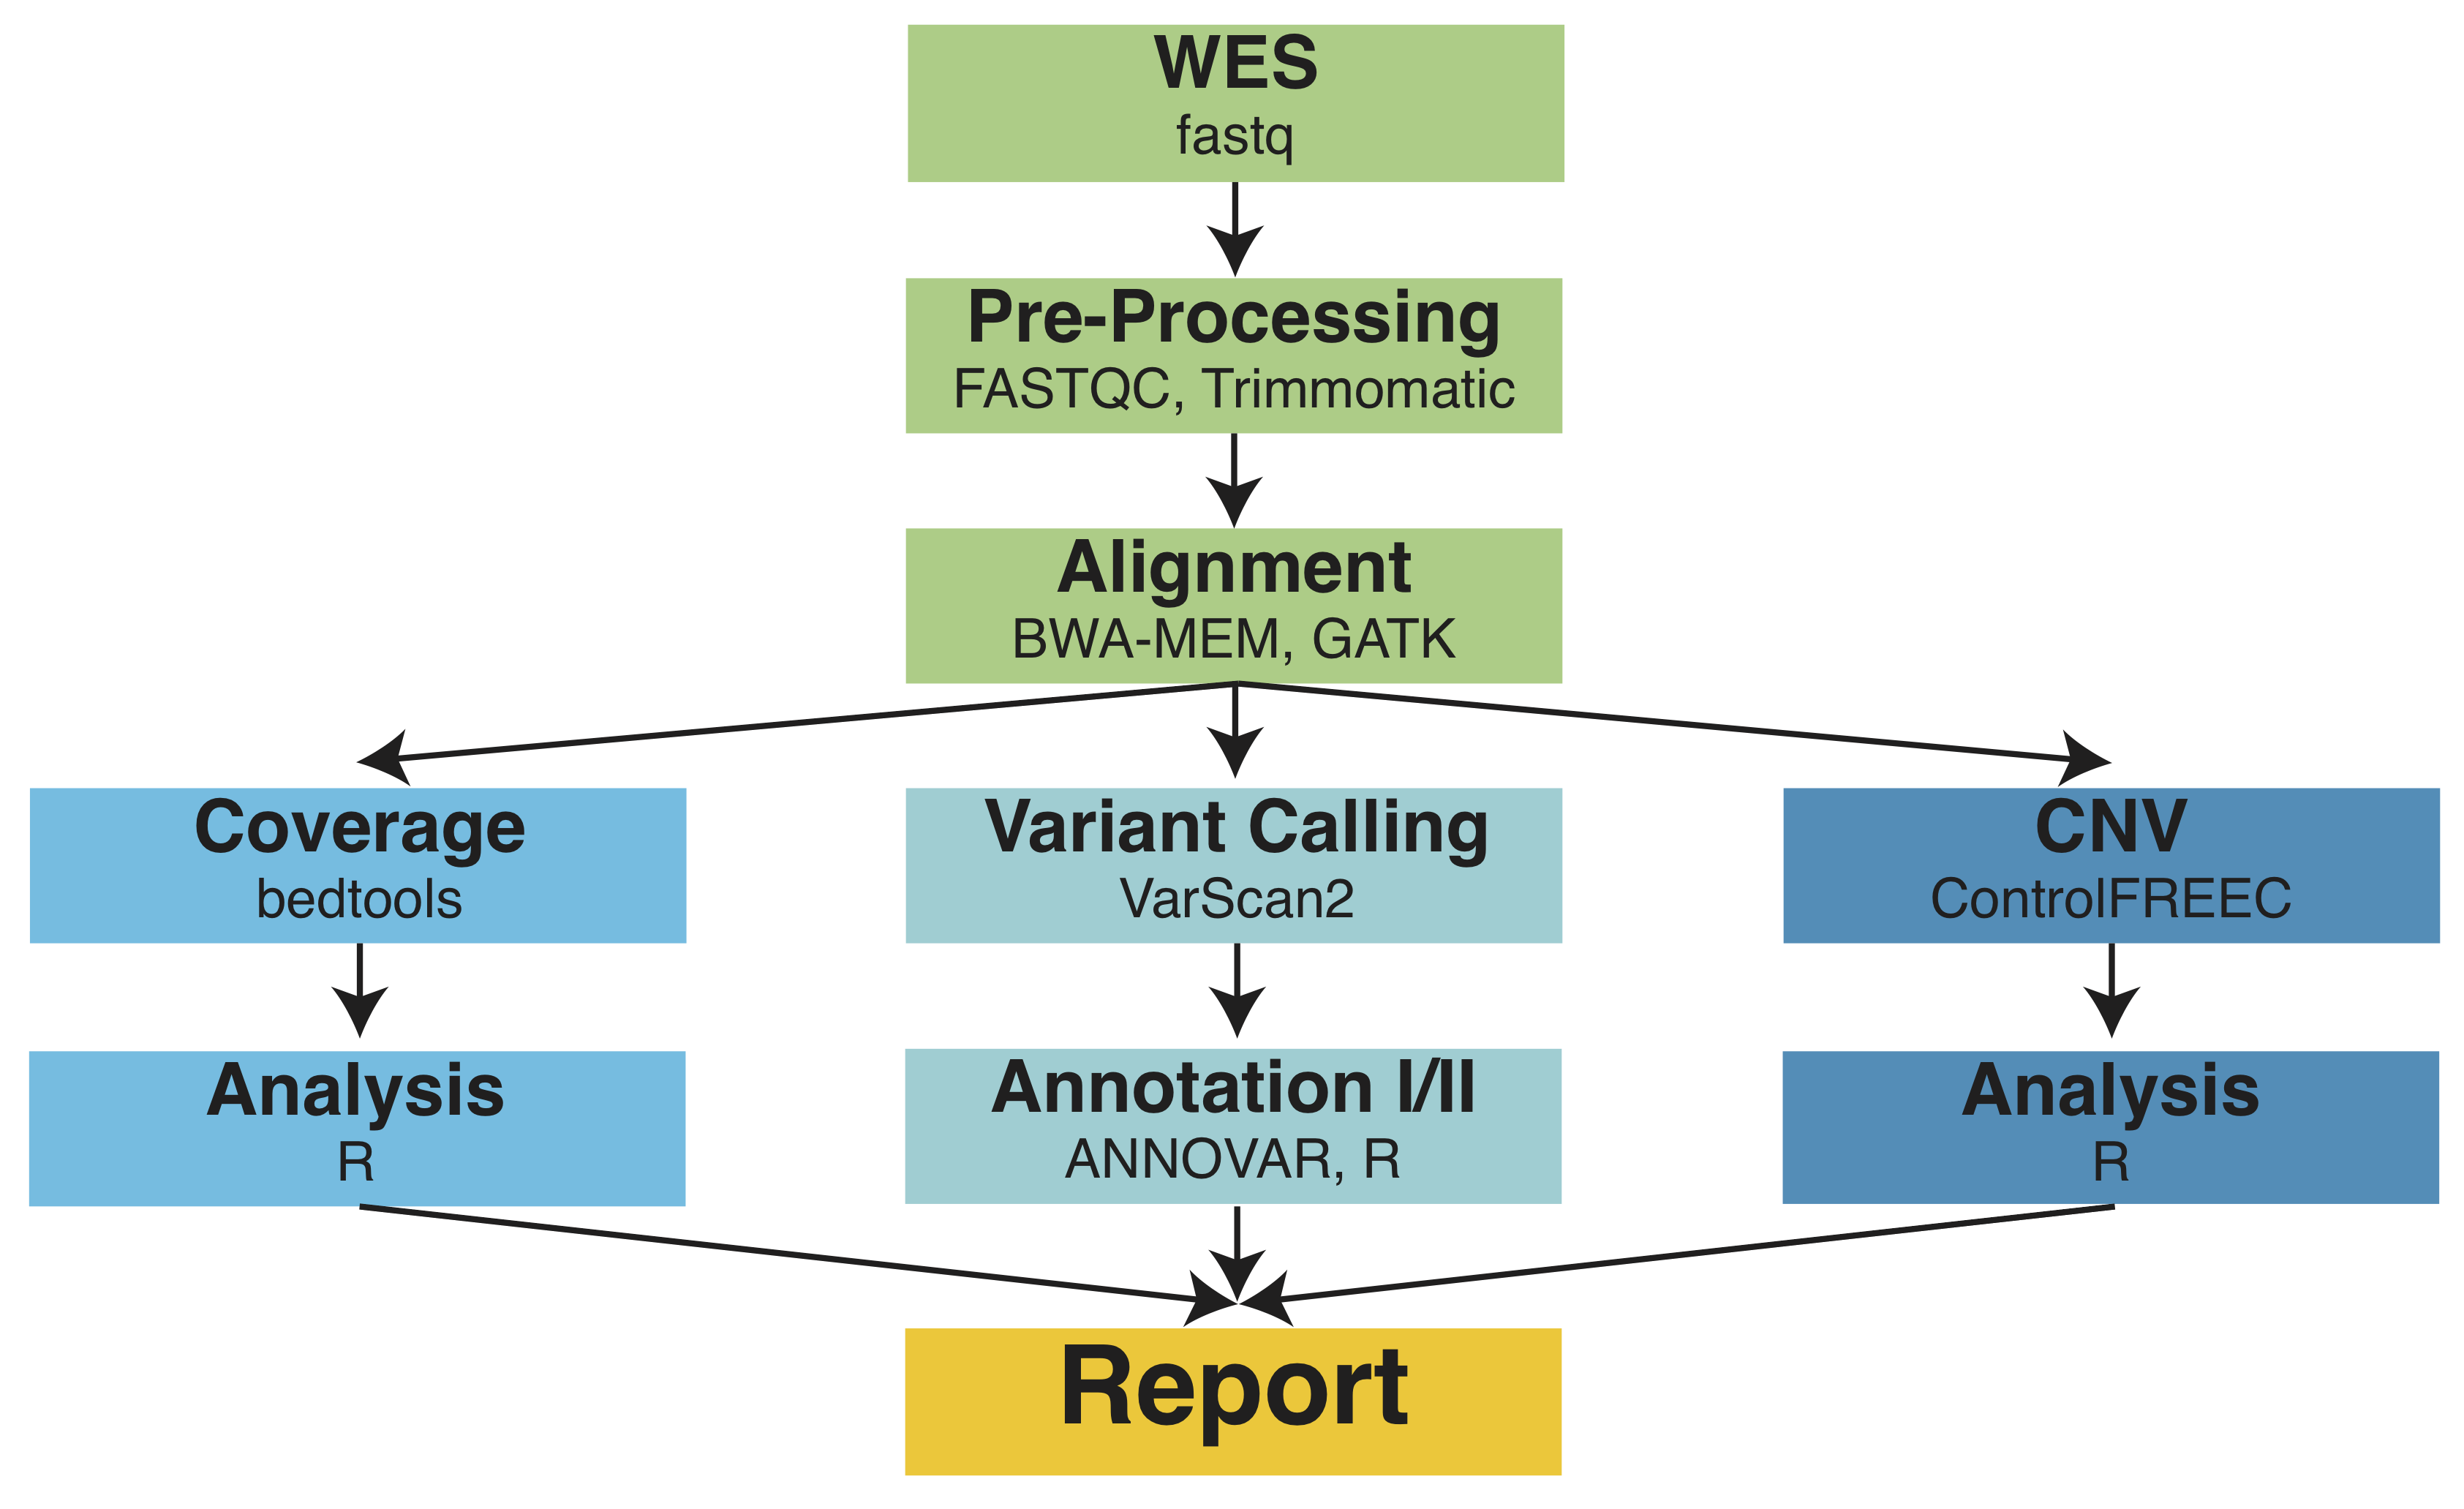 WES
fastq
Pre-Processing
FASTQC, Trimmomatic
Alignment
BWA-MEM, GATK
Coverage
bedtools
Variant Calling
VarScan2
CNV
ControlFREEC
Analysis
R
Annotation I/II
ANNOVAR, R
Analysis
R
Report